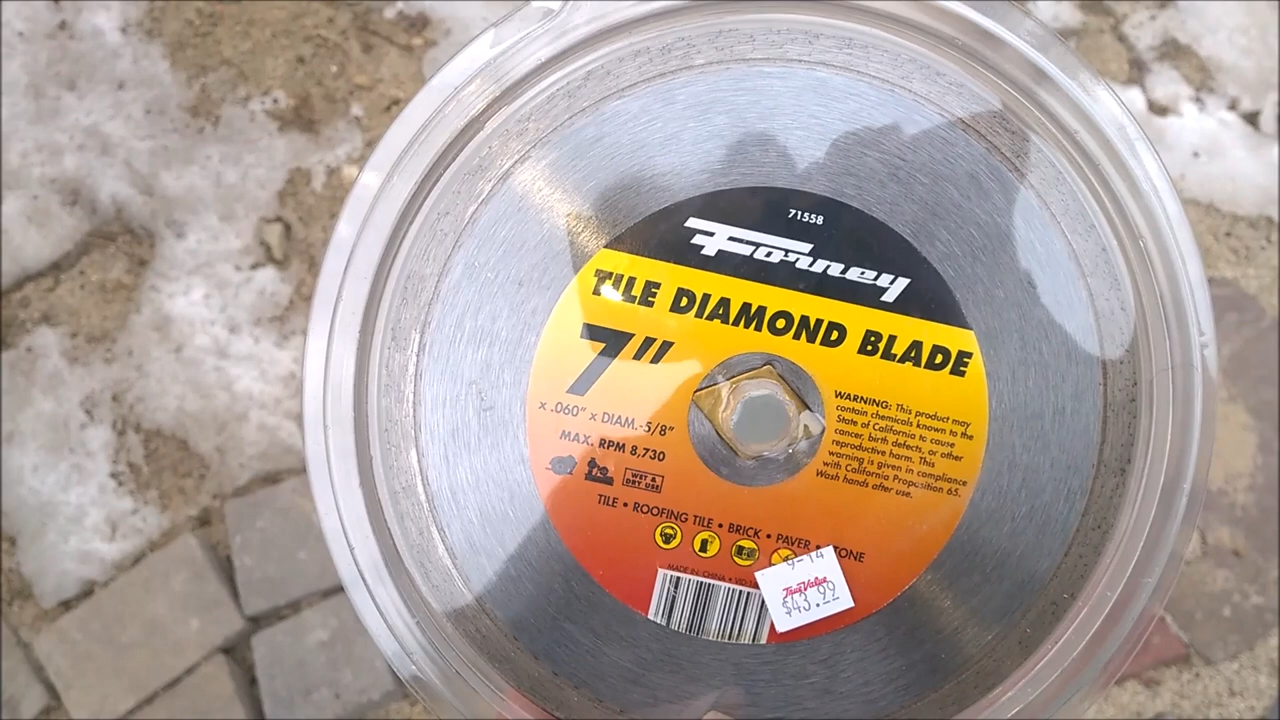 71558
Forney
TILE DIAMOND BLADE
7"
x .060" x DIAM.-5/8"
MAX. RPM 8,730
WET &
DRY USE
WARNING: This product may
contain chemicals known to the
State of California to cause
cancer, birth defects, or other
reproductive harm. This
warning is given in compliance
with California Proposition 65.
Wash hands after use.
TILE • ROOFING TILE • BRICK • PAVER • STONE
MADE IN CHINA • VID
9-14
True Value
$43.99